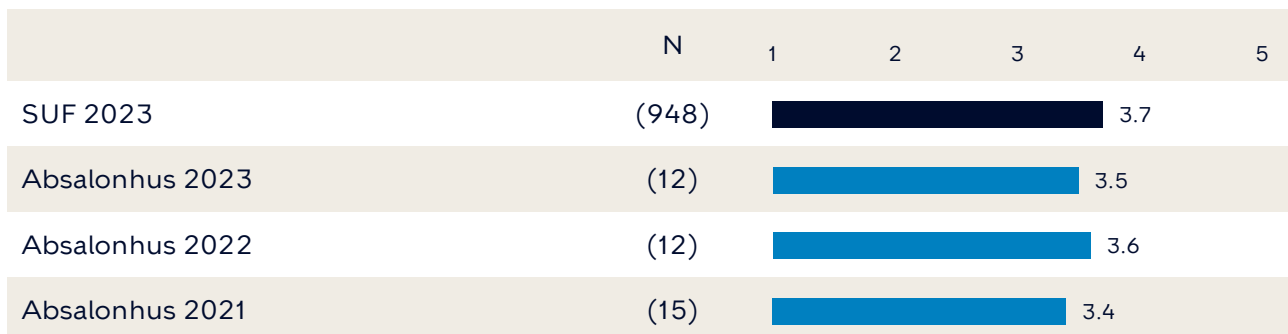 N 1 2 3 4 5
SUF 2023 (948) 3.7
Absalonhus 2023 (12) 3.5
Absalonhus 2022 (12) 3.6
Absalonhus 2021 (15) 3.4